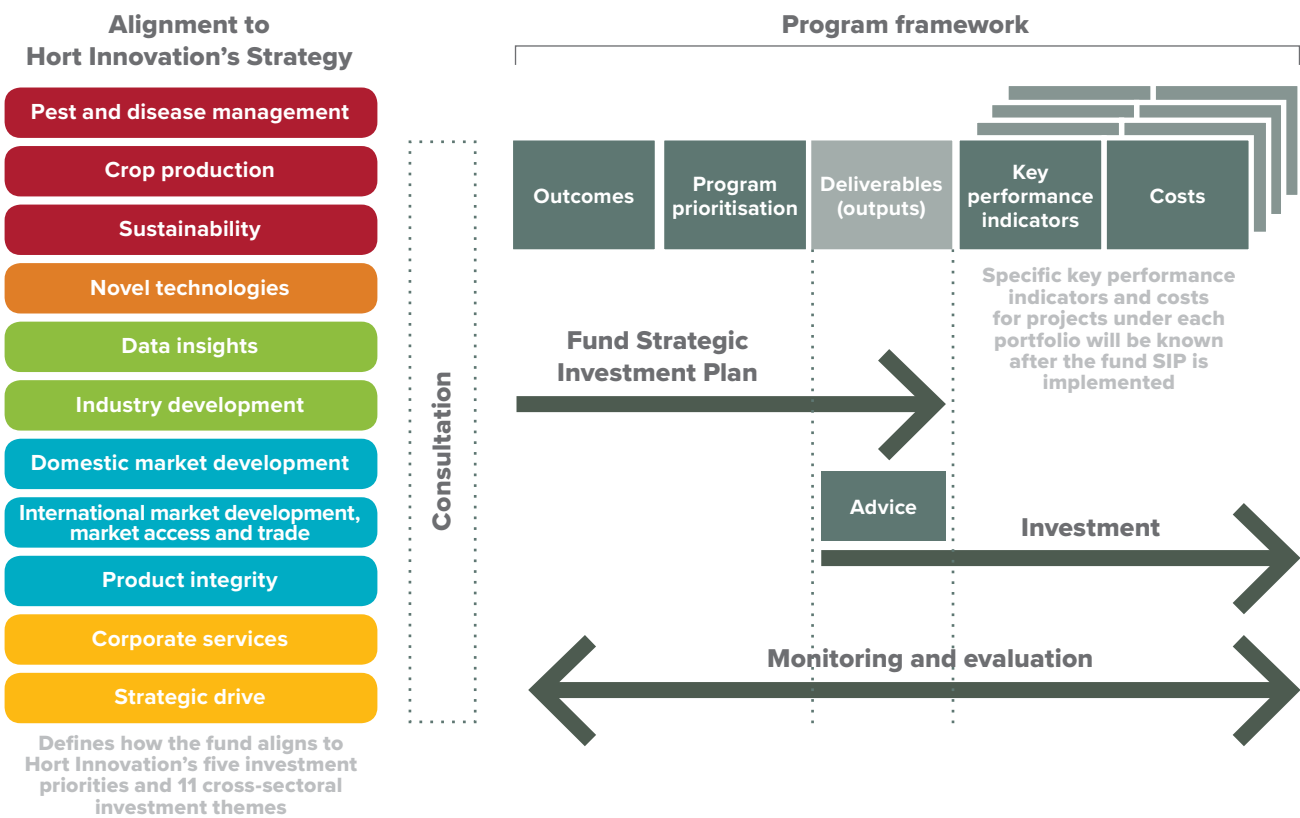 Alignment to
Hort Innovation's Strategy
Pest and disease management
Crop production
Sustainability
Novel technologies
Data insights
Industry development
Domestic market development
International market development,
market access and trade
Product integrity
Corporate services
Strategic drive
Defines how the fund aligns to
Hort Innovation's five investment
priorities and 11 cross-sectoral
investment themes
Consultation
Program framework
Outcomes
Program
prioritisation
Deliverables
(outputs)
Key
performance
indicators
Costs
Specific key performance
indicators and costs
for projects under each
portfolio will be known
after the fund SIP is
implemented
Fund Strategic
Investment Plan
Advice
Investment
Monitoring and evaluation